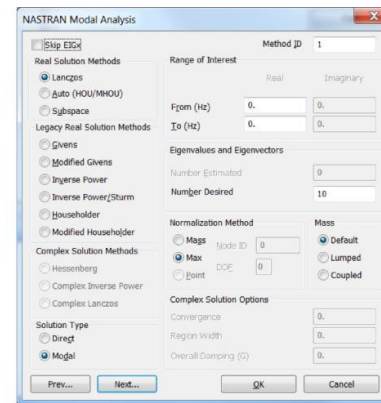 NASTRAN Modal Analysis
Skip EIGx
Method ID 1
Real Solution Methods
Lanczos
Auto (HOU/MHOU)
Subspace
Legacy Real Solution Methods
Givens
Modified Givens
Inverse Power
Inverse Power/Sturm
Householder
Modified Householder
Complex Solution Methods
Hessenberg
Complex Inverse Power
Complex Lanczos
Solution Type
Direct
Modal
Range of Interest
Real Imaginary
From (Hz) 0. 0.
To (Hz) 0. 0.
Eigenvalues and Eigenvectors
Number Estimated 0
Number Desired 10
Normalization Method
Mass Node ID 0
Max
Point DOF 0
Mass
Default
Lumped
Coupled
Complex Solution Options
Convergence 0.
Region Width 0.
Overall Damping (G) 0.
Prev... Next... OK Cancel